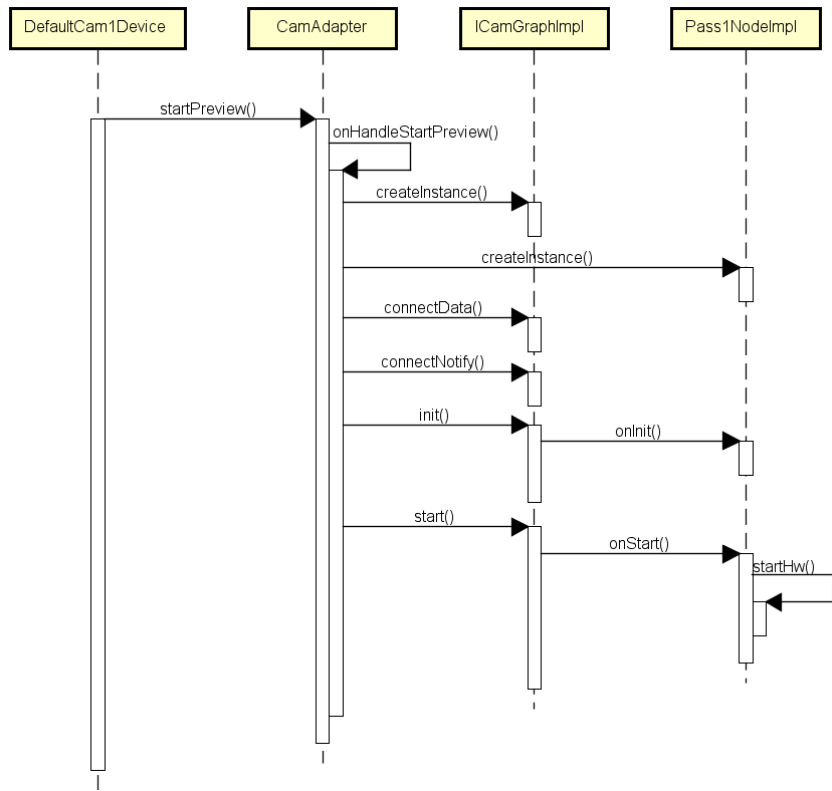 DefaultCam1Device
CamAdapter
ICamGraphImpl
Pass1NodeImpl
startPreview()
onHandleStartPreview()
createInstance()
createInstance()
connectData()
connectNotify()
init()
onInit()
start()
onStart()
startHw()